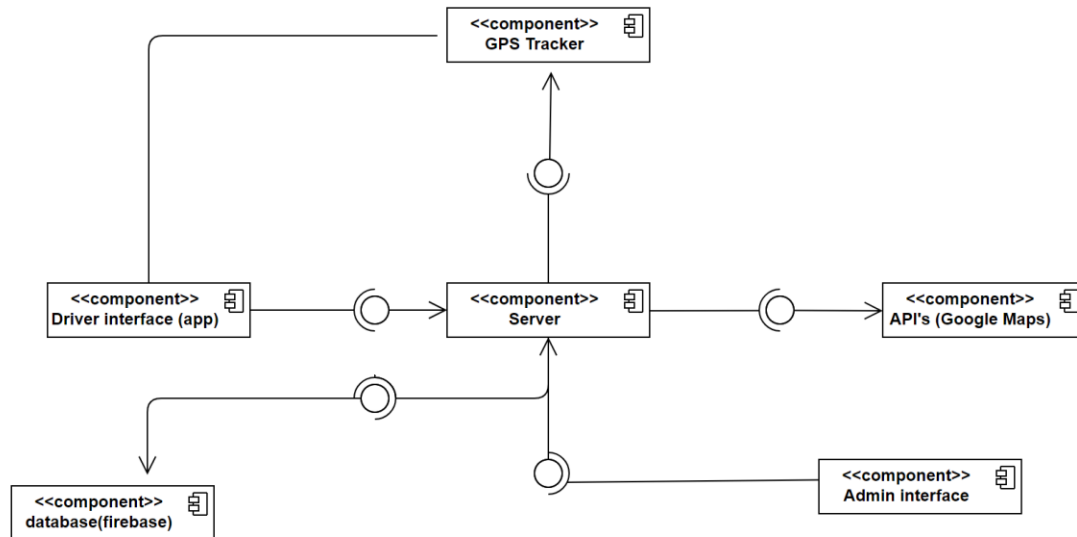 <<component>>
GPS Tracker
<<component>>
Driver interface (app)
<<component>>
Server
<<component>>
API's (Google Maps)
<<component>>
Admin interface
<<component>>
database(firebase)